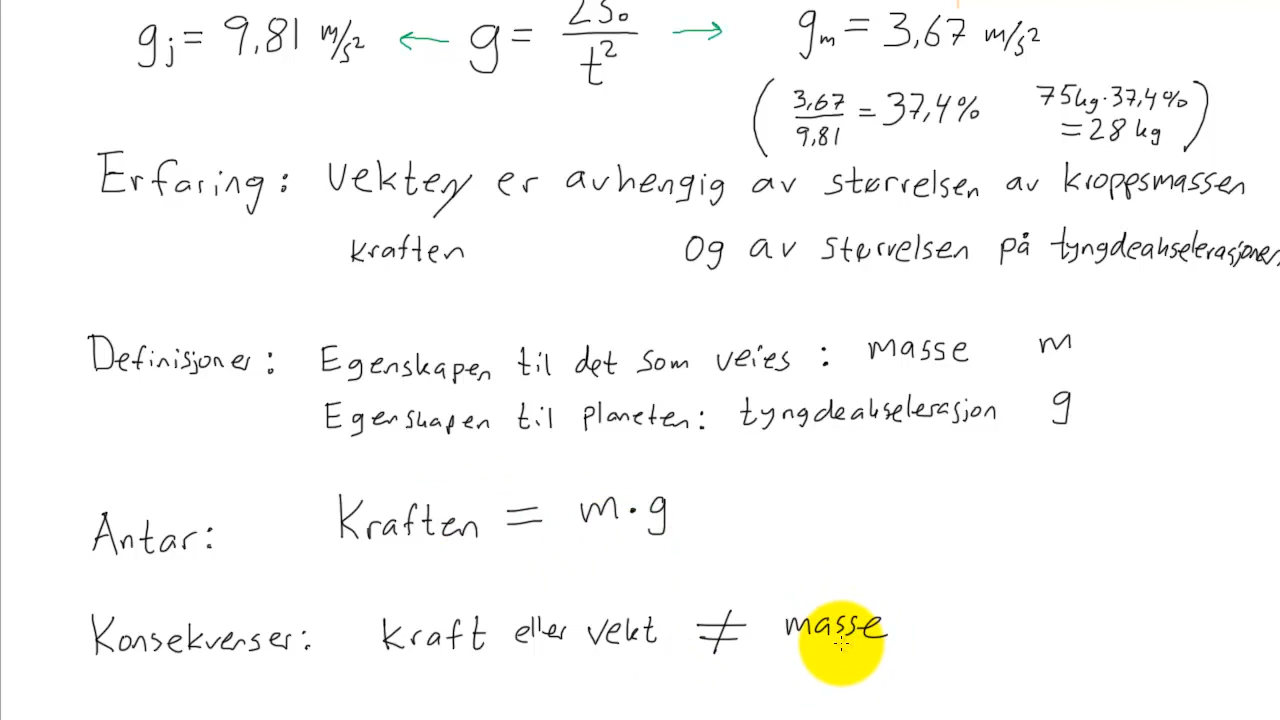 gj = 9,81 m/s² ← g = 2s₀/t² → gm = 3,67 m/s²
( 3,67/9,81 = 37,4% 75kg·37,4% = 28 kg )
Erfaring: Vekten er avhengig av størrelsen av kroppsmassen
kraften og av størrelsen på tyngdeakselerasjonen
Definisjoner: Egenskapen til det som veies : masse m
Egenskapen til planeten: tyngdeakselerasjon g
Antar: Kraften = m·g
Konsekvenser: kraft eller vekt ≠ masse